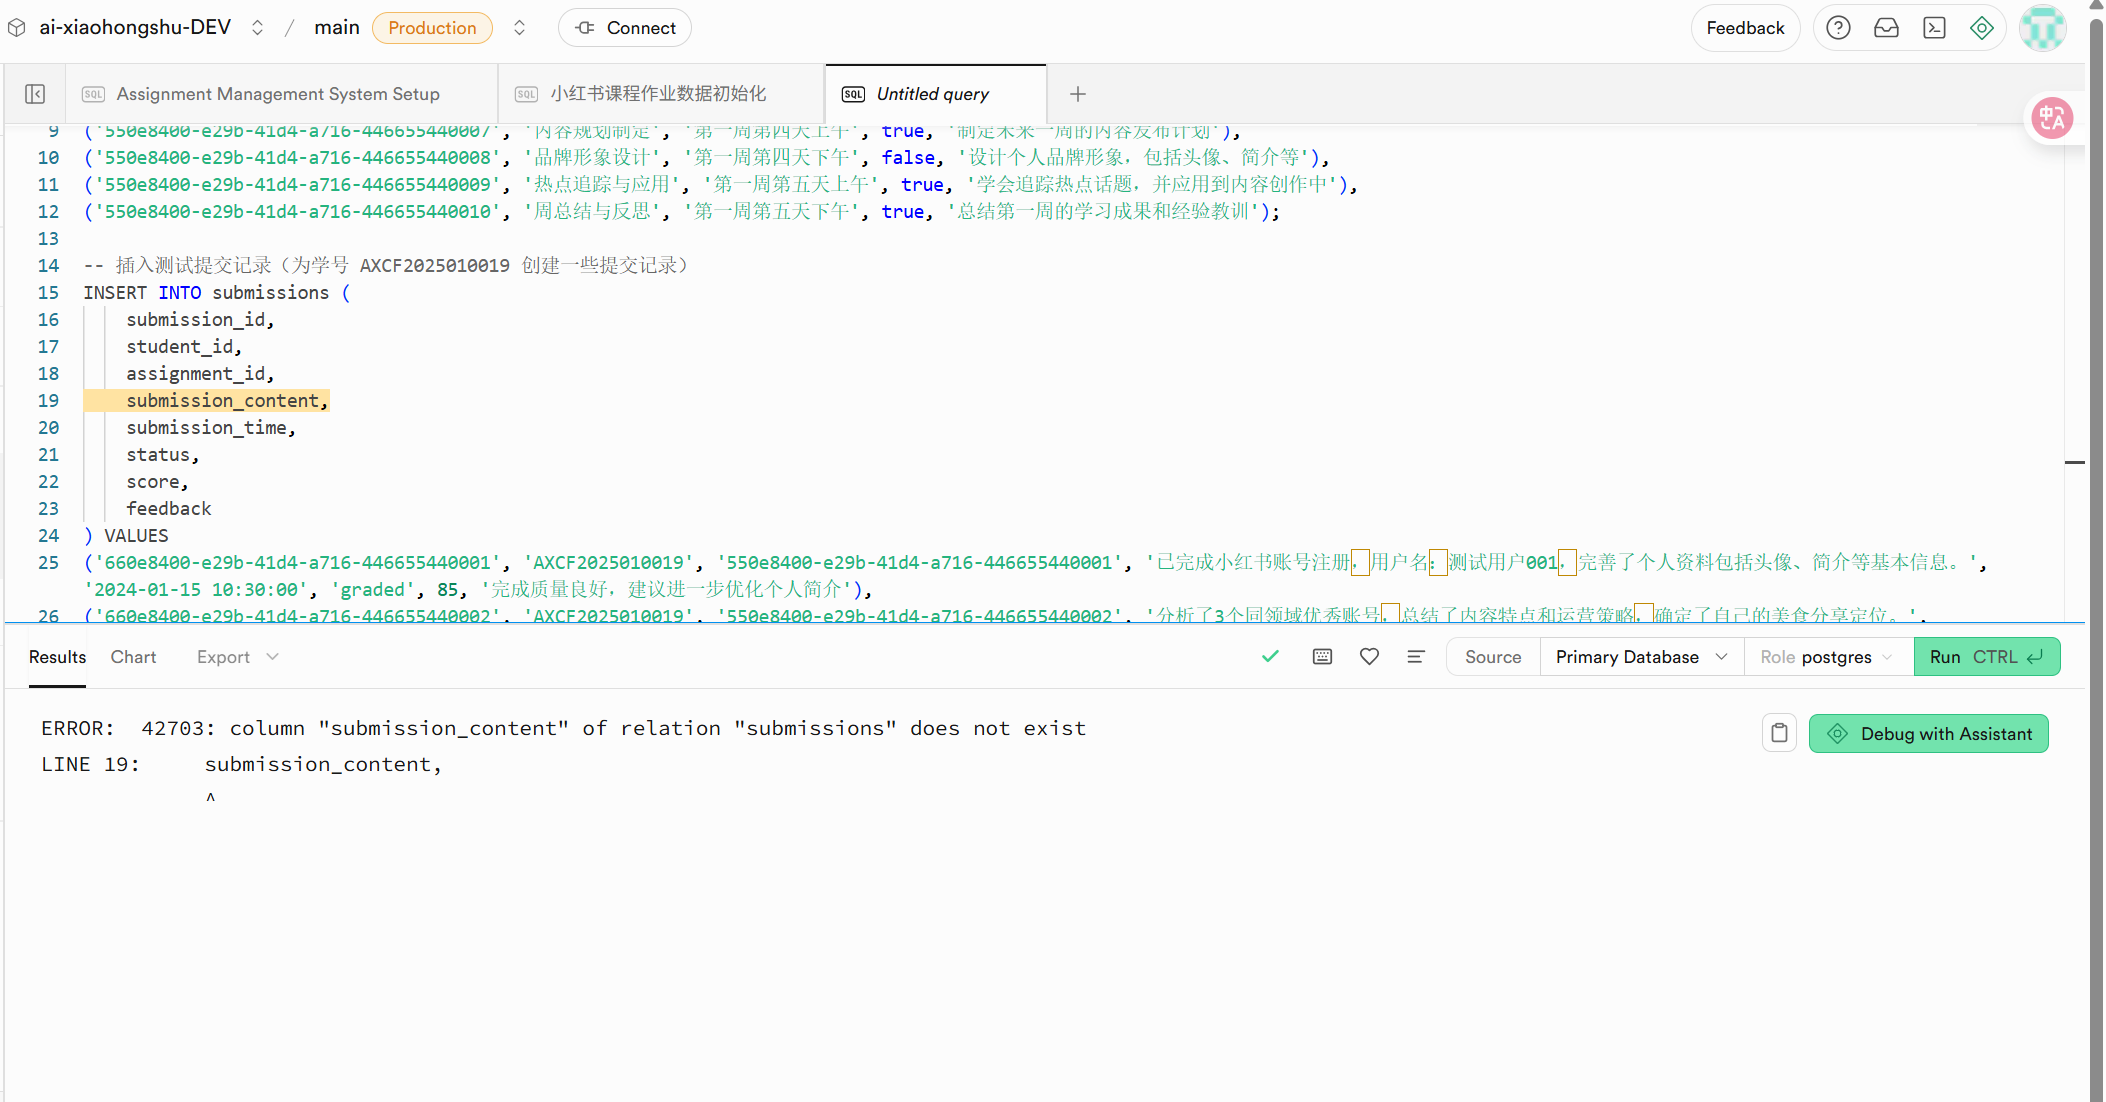 ai-xiaohongshu-DEV / main Production Connect Feedback
SQL Assignment Management System Setup SQL 小红书课程作业数据初始化 SQL Untitled query +
中A
9 ('550e8400-e29b-41d4-a716-446655440007', '内容规划制定', '第一周第四天上午', true, '制定未来一周的内容发布计划'),
10 ('550e8400-e29b-41d4-a716-446655440008', '品牌形象设计', '第一周第四天下午', false, '设计个人品牌形象，包括头像、简介等'),
11 ('550e8400-e29b-41d4-a716-446655440009', '热点追踪与应用', '第一周第五天上午', true, '学会追踪热点话题，并应用到内容创作中'),
12 ('550e8400-e29b-41d4-a716-446655440010', '周总结与反思', '第一周第五天下午', true, '总结第一周的学习成果和经验教训');
13
14 -- 插入测试提交记录（为学号 AXCF2025010019 创建一些提交记录）
15 INSERT INTO submissions (
16 submission_id,
17 student_id,
18 assignment_id,
19 submission_content,
20 submission_time,
21 status,
22 score,
23 feedback
24 ) VALUES
25 ('660e8400-e29b-41d4-a716-446655440001', 'AXCF2025010019', '550e8400-e29b-41d4-a716-446655440001', '已完成小红书账号注册，用户名：测试用户001，完善了个人资料包括头像、简介等基本信息。',
'2024-01-15 10:30:00', 'graded', 85, '完成质量良好，建议进一步优化个人简介'),
26 ('660e8400-e29b-41d4-a716-446655440002', 'AXCF2025010019', '550e8400-e29b-41d4-a716-446655440002', '分析了3个同领域优秀账号，总结了内容特点和运营策略，确定了自己的美食分享定位。',
Results Chart Export Source Primary Database Role postgres Run CTRL
ERROR: 42703: column "submission_content" of relation "submissions" does not exist
Debug with Assistant
LINE 19: submission_content,
^